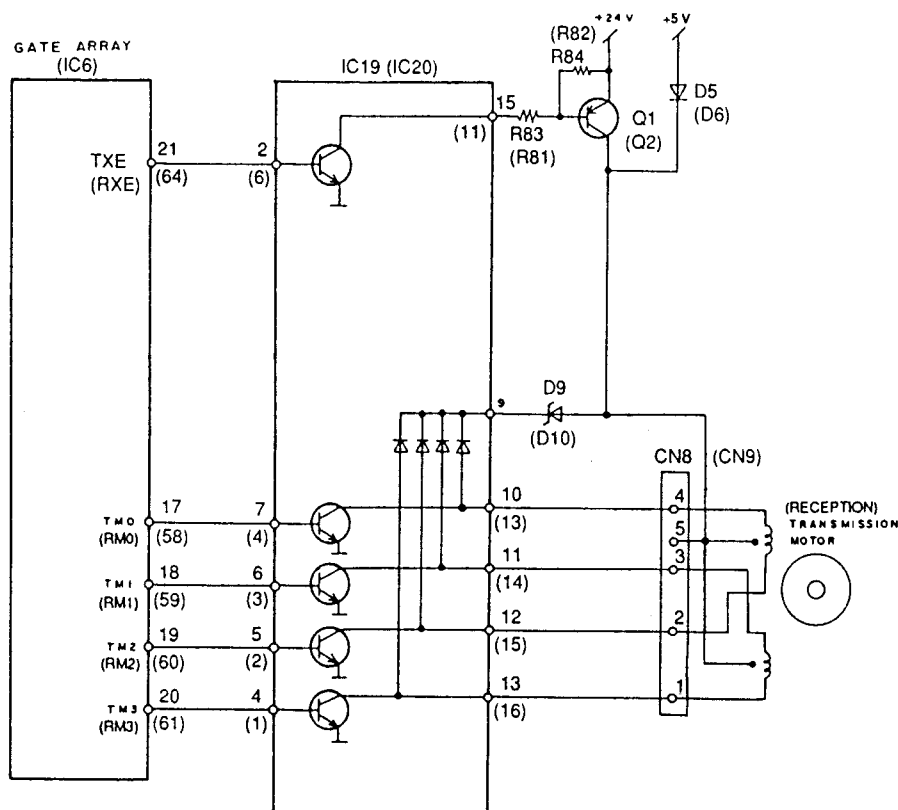 GATE ARRAY
(IC6)
IC19 (IC20)
+24 V
+5V
(R82)
R84
D5
(D6)
15
(11)
R83
(R81)
Q1
(Q2)
TXE
(RXE)
21
(64)
2
(6)
9
D9
(D10)
CN8
(CN9)
TM0
(RM0)
17
(58)
7
(4)
10
(13)
4
(RECEPTION)
TRANSMISSION
MOTOR
5
TM1
(RM1)
18
(59)
6
(3)
11
(14)
3
TM2
(RM2)
19
(60)
5
(2)
12
(15)
2
TM3
(RM3)
20
(61)
4
(1)
13
(16)
1